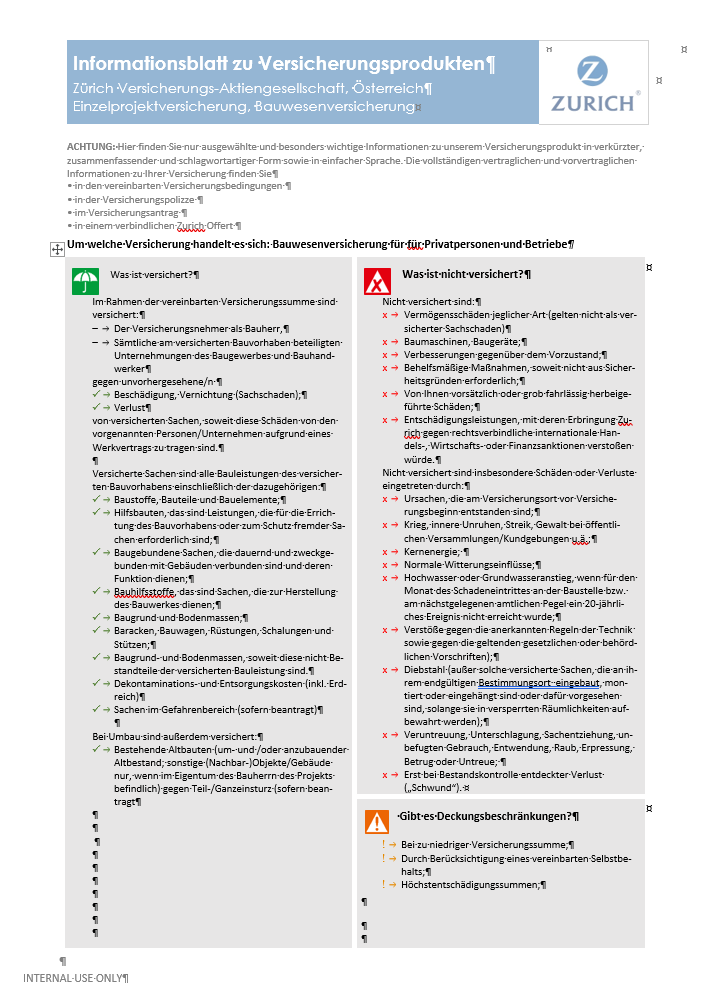 Informationsblatt zu Versicherungsprodukten¶
Zürich Versicherungs-Aktiengesellschaft, Österreich¶
Einzelprojektversicherung, Bauwesenversicherung¤
ZURICH®
ACHTUNG: Hier finden Sie nur ausgewählte und besonders wichtige Informationen zu unserem Versicherungsprodukt in verkürzter,
zusammenfassender und schlagwortartiger Form sowie in einfacher Sprache. Die vollständigen vertraglichen und vorvertraglichen
Informationen zu Ihrer Versicherung finden Sie¶
• in den vereinbarten Versicherungsbedingungen ¶
• in der Versicherungspolizze ¶
• im Versicherungsantrag ¶
• in einem verbindlichen Zurich Offert ¶
Um welche Versicherung handelt es sich: Bauwesenversicherung für für Privatpersonen und Betriebe¶
Was ist versichert?¶
Im Rahmen der vereinbarten Versicherungssumme sind
versichert:¶
– → Der Versicherungsnehmer als Bauherr,¶
– → Sämtliche am versicherten Bauvorhaben beteiligten
Unternehmungen des Baugewerbes und Bauhand-
werker¶
gegen unvorhergesehene/n ¶
✓ → Beschädigung, Vernichtung (Sachschaden);¶
✓ → Verlust¶
von versicherten Sachen, soweit diese Schäden von den
vorgenannten Personen/Unternehmen aufgrund eines
Werkvertrags zu tragen sind.¶
¶
Versicherte Sachen sind alle Bauleistungen des versicher-
ten Bauvorhabens einschließlich der dazugehörigen:¶
✓ → Baustoffe, Bauteile und Bauelemente;¶
✓ → Hilfsbauten, das sind Leistungen, die für die Errich-
tung des Bauvorhabens oder zum Schutz fremder Sa-
chen erforderlich sind;¶
✓ → Baugebundene Sachen, die dauernd und zweckge-
bunden mit Gebäuden verbunden sind und deren
Funktion dienen;¶
✓ → Bauhilfsstoffe, das sind Sachen, die zur Herstellung
des Bauwerkes dienen;¶
✓ → Baugrund und Bodenmassen;¶
✓ → Baracken, Bauwagen, Rüstungen, Schalungen und
Stützen;¶
✓ → Baugrund- und Bodenmassen, soweit diese nicht Be-
standteile der versicherten Bauleistung sind.¶
✓ → Dekontaminations- und Entsorgungskosten (inkl. Erd-
reich)¶
✓ → Sachen im Gefahrenbereich (sofern beantragt)¶
¶
Bei Umbau sind außerdem versichert:¶
✓ → Bestehende Altbauten (um- und /oder anzubauender
Altbestand; sonstige (Nachbar-)Objekte/Gebäude
nur, wenn im Eigentum des Bauherrn des Projekts
befindlich) gegen Teil-/Ganzeinsturz (sofern bean-
tragt¶
¶
¶
¶
¶
¶
¶
¶
¶
¶
¶
Was ist nicht versichert?¶
Nicht versichert sind:¶
x → Vermögensschäden jeglicher Art (gelten nicht als ver-
sicherter Sachschaden)¶
x → Baumaschinen, Baugeräte;¶
x → Verbesserungen gegenüber dem Vorzustand;¶
x → Behelfsmäßige Maßnahmen, soweit nicht aus Sicher-
heitsgründen erforderlich;¶
x → Von Ihnen vorsätzlich oder grob fahrlässig herbeige-
führte Schäden;¶
x → Entschädigungsleistungen, mit deren Erbringung Zu-
rich gegen rechtsverbindliche internationale Han-
dels-, Wirtschafts- oder Finanzsanktionen verstoßen
würde.¶
Nicht versichert sind insbesondere Schäden oder Verluste
eingetreten durch:¶
x → Ursachen, die am Versicherungsort vor Versiche-
rungsbeginn entstanden sind;¶
x → Krieg, innere Unruhen, Streik, Gewalt bei öffentli-
chen Versammlungen/Kundgebungen u.ä.;¶
x → Kernenergie; ¶
x → Normale Witterungseinflüsse;¶
x → Hochwasser oder Grundwasseranstieg, wenn für den
Monat des Schadeneintrittes an der Baustelle bzw.
am nächstgelegenen amtlichen Pegel ein 20-jährli-
ches Ereignis nicht erreicht wurde;¶
x → Verstöße gegen die anerkannten Regeln der Technik
sowie gegen die geltenden gesetzlichen oder behörd-
lichen Vorschriften);¶
x → Diebstahl (außer solche versicherte Sachen, die an ih-
rem endgültigen Bestimmungsort eingebaut, mon-
tiert oder eingehängt sind oder dafür vorgesehen
sind, solange sie in versperrten Räumlichkeiten auf-
bewahrt werden);¶
x → Veruntreuung, Unterschlagung, Sachentziehung, un-
befugten Gebrauch, Entwendung, Raub, Erpressung,
Betrug oder Untreue; ¶
x → Erst bei Bestandskontrolle entdeckter Verlust
(„Schwund“).¤
Gibt es Deckungsbeschränkungen?¶
! → Bei zu niedriger Versicherungssumme;¶
! → Durch Berücksichtigung eines vereinbarten Selbstbe-
halts;¶
! → Höchstentschädigungssummen;¶
¶
¶
¶
¶
INTERNAL USE ONLY¶